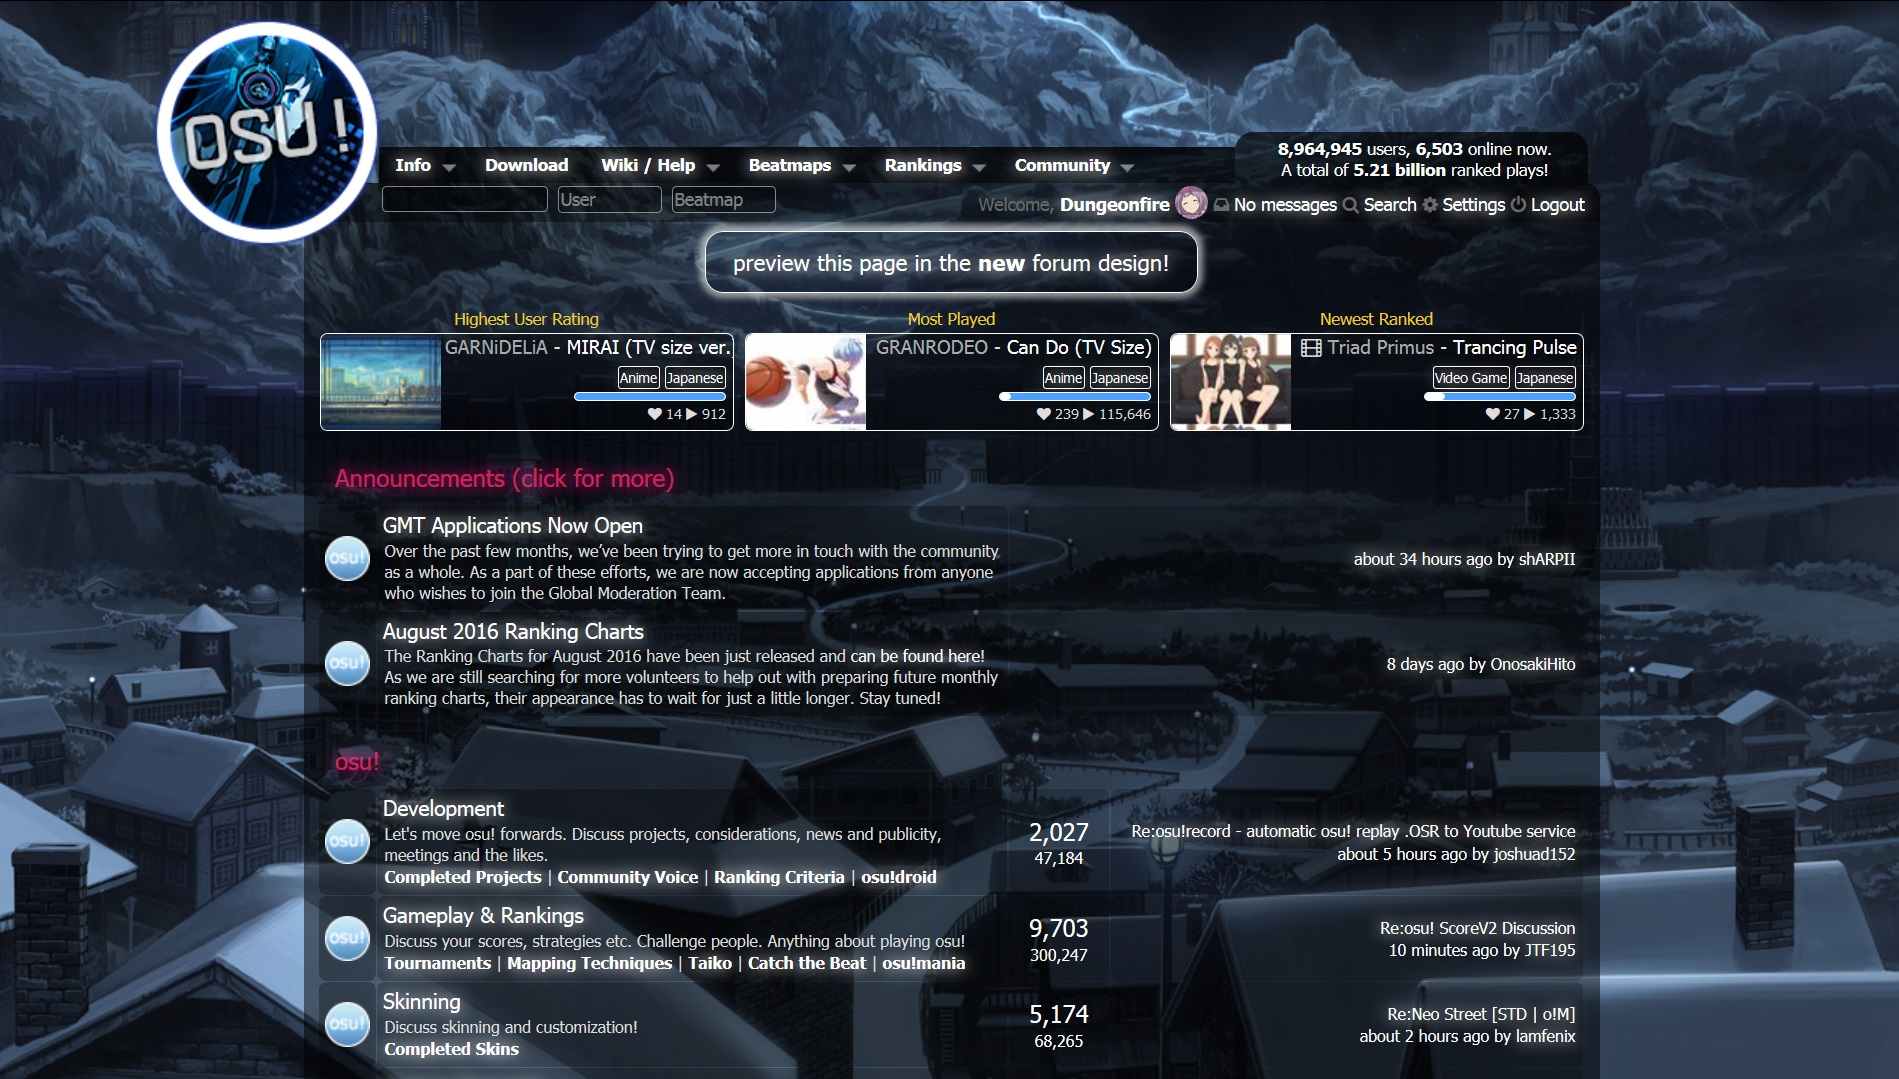 OSU!
8,964,945 users, 6,503 online now.
A total of 5.21 billion ranked plays!
Info Download Wiki / Help Beatmaps Rankings Community
User Beatmap
Welcome, Dungeonfire No messages Search Settings Logout
preview this page in the new forum design!
Highest User Rating
GARNiDELiA - MIRAI (TV size ver.
Anime Japanese
14 912
Most Played
GRANRODEO - Can Do (TV Size)
Anime Japanese
239 115,646
Newest Ranked
Triad Primus - Trancing Pulse
Video Game Japanese
27 1,333
Announcements (click for more)
osu!
GMT Applications Now Open
Over the past few months, we’ve been trying to get more in touch with the community
as a whole. As a part of these efforts, we are now accepting applications from anyone
who wishes to join the Global Moderation Team.
about 34 hours ago by shARPII
osu!
August 2016 Ranking Charts
The Ranking Charts for August 2016 have been just released and can be found here!
As we are still searching for more volunteers to help out with preparing future monthly
ranking charts, their appearance has to wait for just a little longer. Stay tuned!
8 days ago by OnosakiHito
osu!
osu!
Development
Let's move osu! forwards. Discuss projects, considerations, news and publicity,
meetings and the likes.
Completed Projects | Community Voice | Ranking Criteria | osu!droid
2,027
47,184
Re:osu!record - automatic osu! replay .OSR to Youtube service
about 5 hours ago by joshuad152
osu!
Gameplay & Rankings
Discuss your scores, strategies etc. Challenge people. Anything about playing osu!
Tournaments | Mapping Techniques | Taiko | Catch the Beat | osu!mania
9,703
300,247
Re:osu! ScoreV2 Discussion
10 minutes ago by JTF195
osu!
Skinning
Discuss skinning and customization!
Completed Skins
5,174
68,265
Re:Neo Street [STD | o!M]
about 2 hours ago by lamfenix